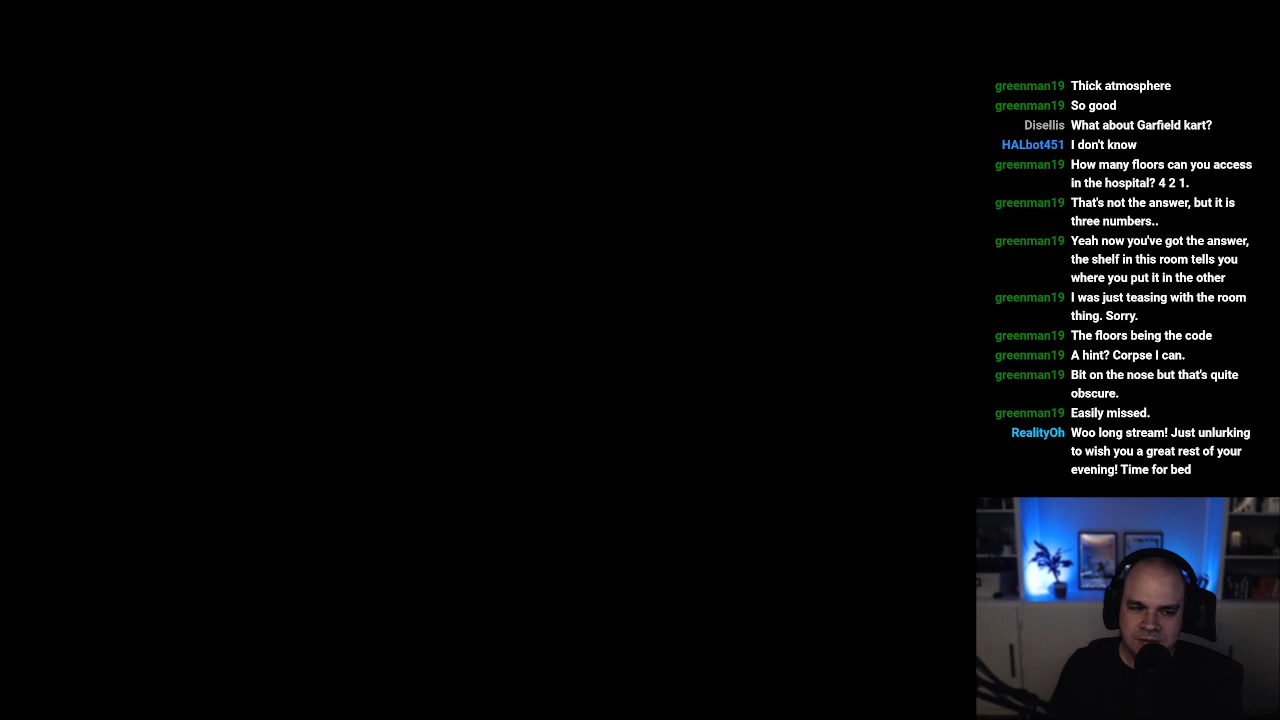 greenman19 Thick atmosphere
greenman19 So good
Disellis What about Garfield kart?
HALbot451 I don't know
greenman19 How many floors can you access
in the hospital? 4 2 1.
greenman19 That's not the answer, but it is
three numbers..
greenman19 Yeah now you've got the answer,
the shelf in this room tells you
where you put it in the other
greenman19 I was just teasing with the room
thing. Sorry.
greenman19 The floors being the code
greenman19 A hint? Corpse I can.
greenman19 Bit on the nose but that's quite
obscure.
greenman19 Easily missed.
RealityOh Woo long stream! Just unlurking
to wish you a great rest of your
evening! Time for bed